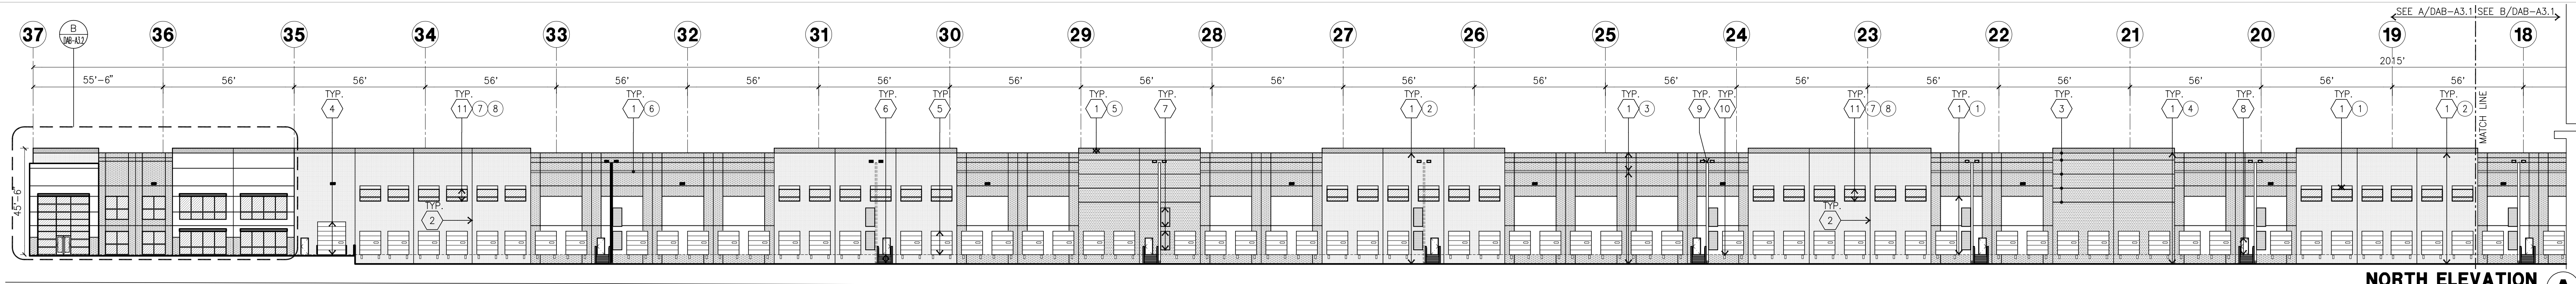 SEE A/DAB-A3.1 SEE B/DAB-A3.1
37 B DAB-A3.2 36 35 34 33 32 31 30 29 28 27 26 25 24 23 22 21 20 19 18
2015'
55'-6" 56' 56' 56' 56' 56' 56' 56' 56' 56' 56' 56' 56' 56' 56' 56' 56' 56' 56'
TYP. TYP. TYP. TYP. TYP. TYP. TYP. TYP. TYP. TYP. TYP. TYP. TYP. TYP. TYP. TYP. TYP. TYP.
4 11 7 8 1 6 6 5 1 5 7 1 2 1 3 9 10 11 7 8 1 1 3 1 4 8 1 1 1 2
MATCH LINE
45'-6"
TYP. TYP.
2 2
NORTH ELEVATION A